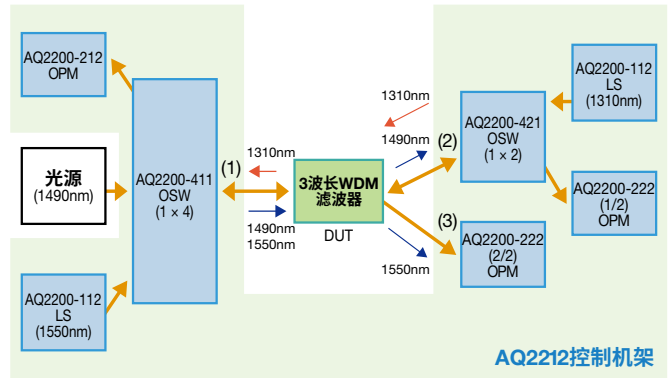 AQ2200-212
OPM
光源
(1490nm)
AQ2200-112
LS
(1550nm)
AQ2200-411
OSW
(1 × 4)
(1)
1310nm
1490nm
1550nm
3波长WDM
滤波器
DUT
1310nm
1490nm
(2)
(3)
1550nm
AQ2200-421
OSW
(1 × 2)
AQ2200-112
LS
(1310nm)
AQ2200-222
(1/2)
OPM
AQ2200-222
(2/2)
OPM
AQ2212控制机架